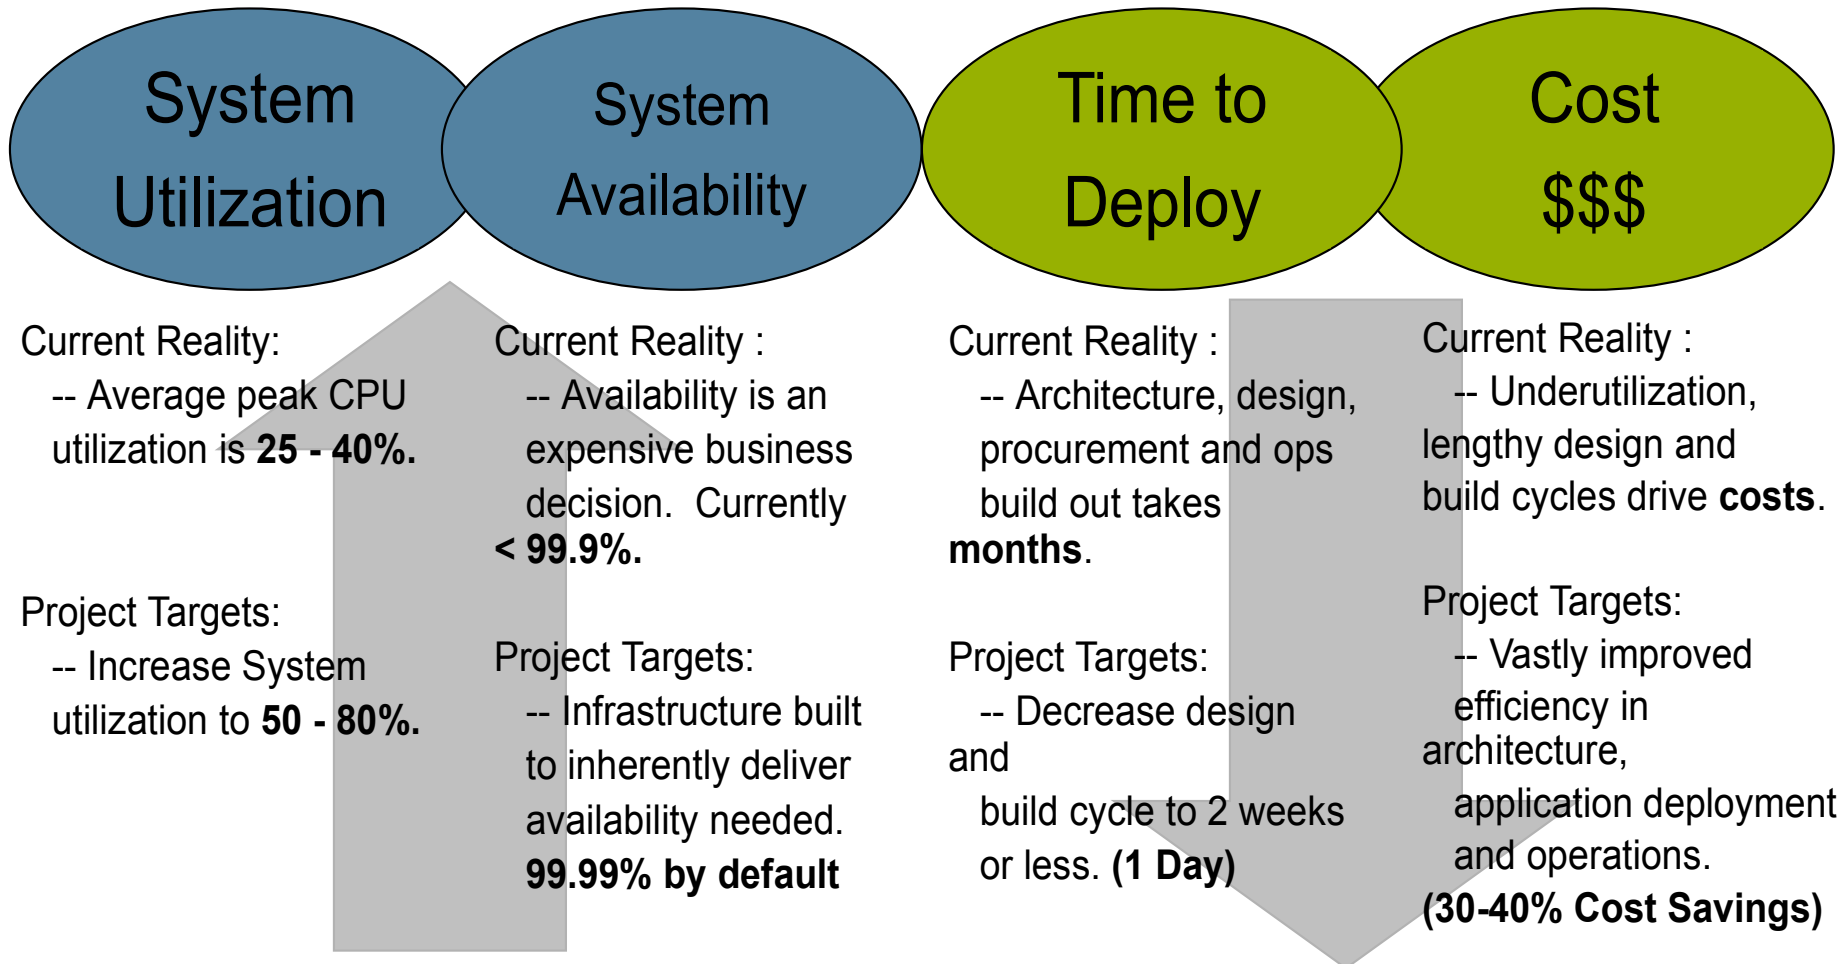 System
Utilization
System
Availability
Time to
Deploy
Cost
$$$
Current Reality:
-- Average peak CPU
utilization is 25 - 40%.
Project Targets:
-- Increase System
utilization to 50 - 80%.
Current Reality :
-- Availability is an
expensive business
decision.  Currently
< 99.9%.
Project Targets:
-- Infrastructure built
to inherently deliver
availability needed.
99.99% by default
Current Reality :
-- Architecture, design,
procurement and ops
build out takes
months.
Project Targets:
-- Decrease design
and
build cycle to 2 weeks
or less. (1 Day)
Current Reality :
-- Underutilization,
lengthy design and
build cycles drive costs.
Project Targets:
-- Vastly improved
efficiency in
architecture,
application deployment
and operations.
(30-40% Cost Savings)